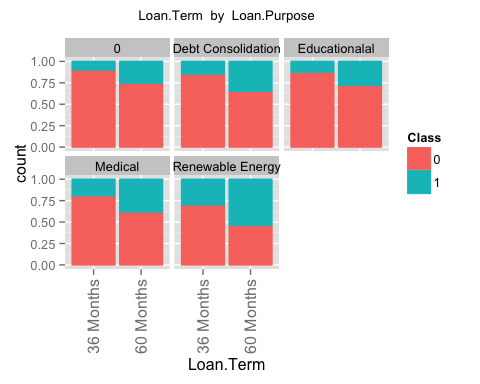 Loan.Term by Loan.Purpose
0
Debt Consolidation
Educationalal
1.00
0.75
0.50
0.25
0.00
Medical
Renewable Energy
1.00
0.75
0.50
0.25
0.00
count
36 Months
60 Months
36 Months
60 Months
Loan.Term
Class
0
1